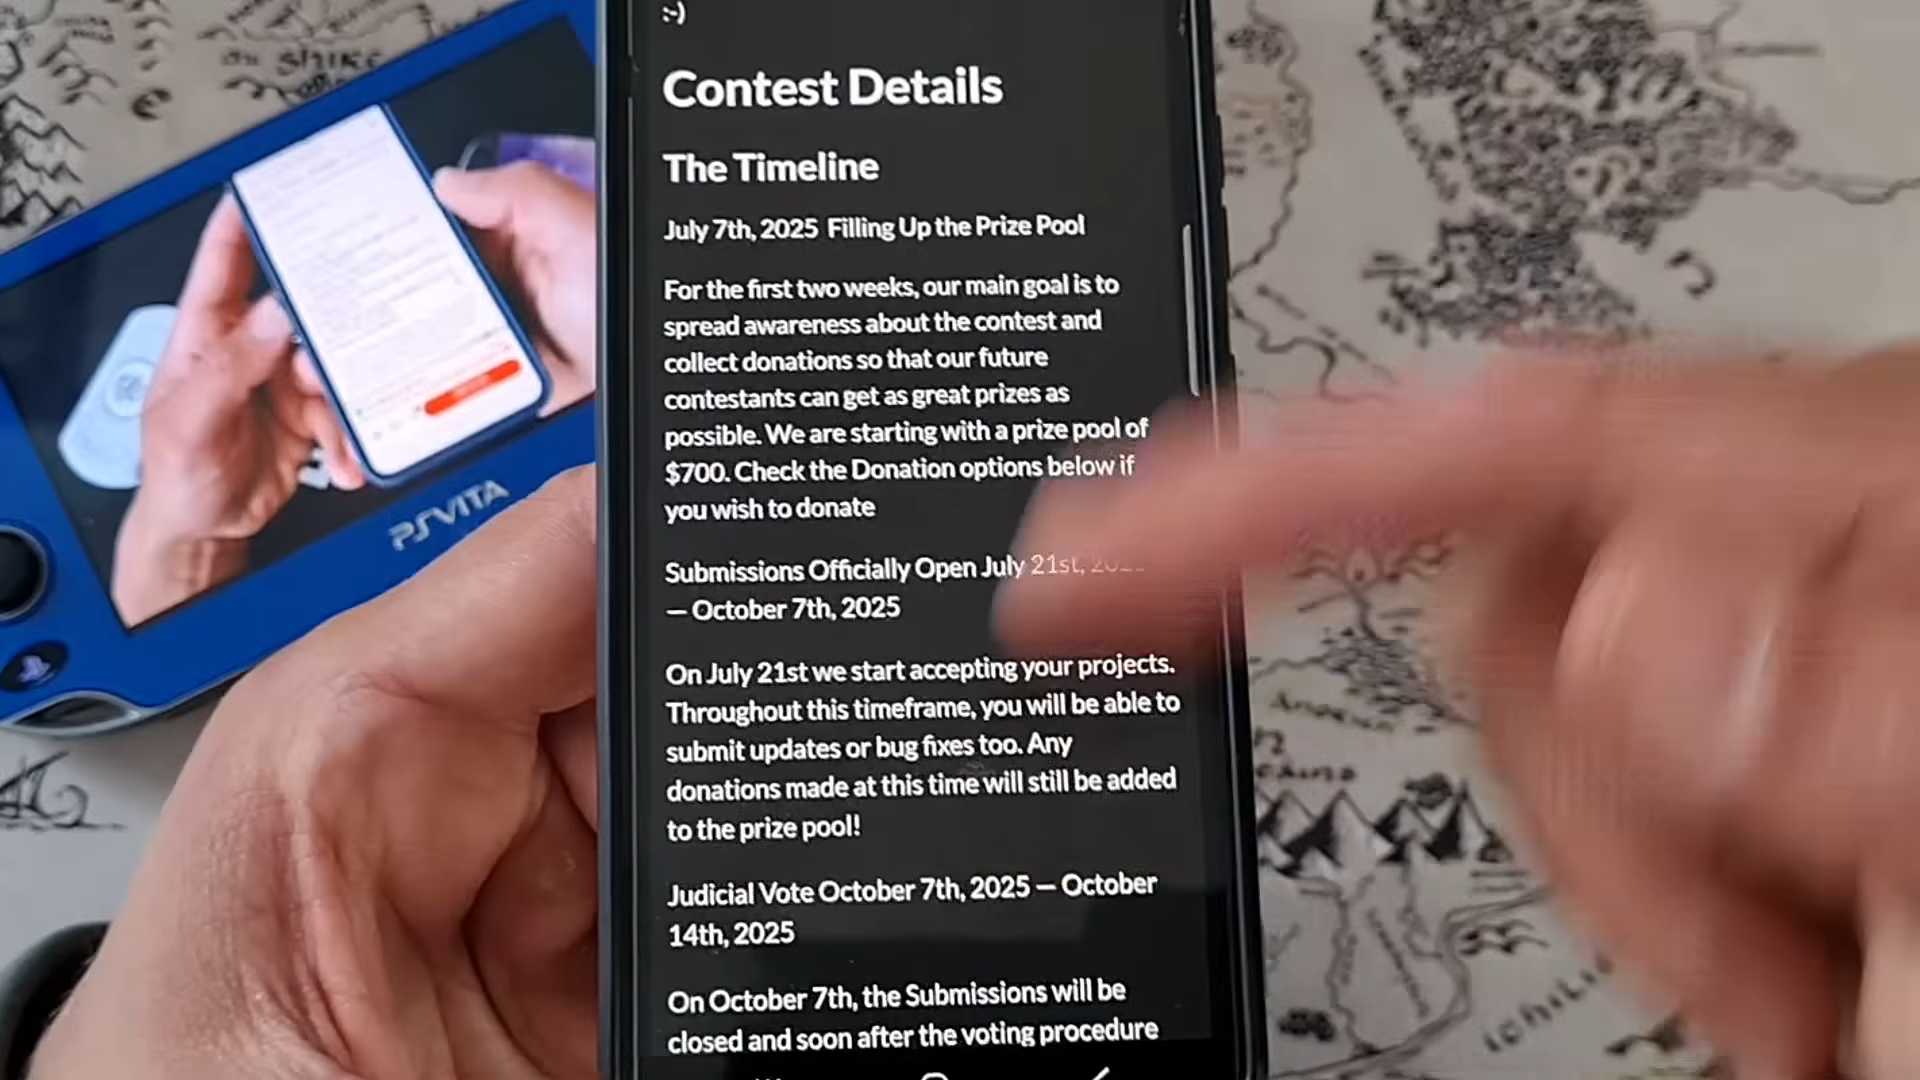 :-)
Contest Details
The Timeline
July 7th, 2025 Filling Up the Prize Pool
For the first two weeks, our main goal is to
spread awareness about the contest and
collect donations so that our future
contestants can get as great prizes as
possible. We are starting with a prize pool of
$700. Check the Donation options below if
you wish to donate
Submissions Officially Open July 21st,
— October 7th, 2025
On July 21st we start accepting your projects.
Throughout this timeframe, you will be able to
submit updates or bug fixes too. Any
donations made at this time will still be added
to the prize pool!
Judicial Vote October 7th, 2025 — October
14th, 2025
On October 7th, the Submissions will be
closed and soon after the voting procedure
PSVITA